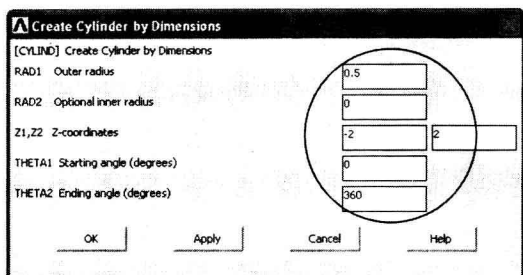 Create Cylinder by Dimensions
[CYLIND] Create Cylinder by Dimensions
RAD1 Outer radius 0.5
RAD2 Optional inner radius 0
Z1,Z2 Z-coordinates -2 2
THETA1 Starting angle (degrees) 0
THETA2 Ending angle (degrees) 360
OK Apply Cancel Help